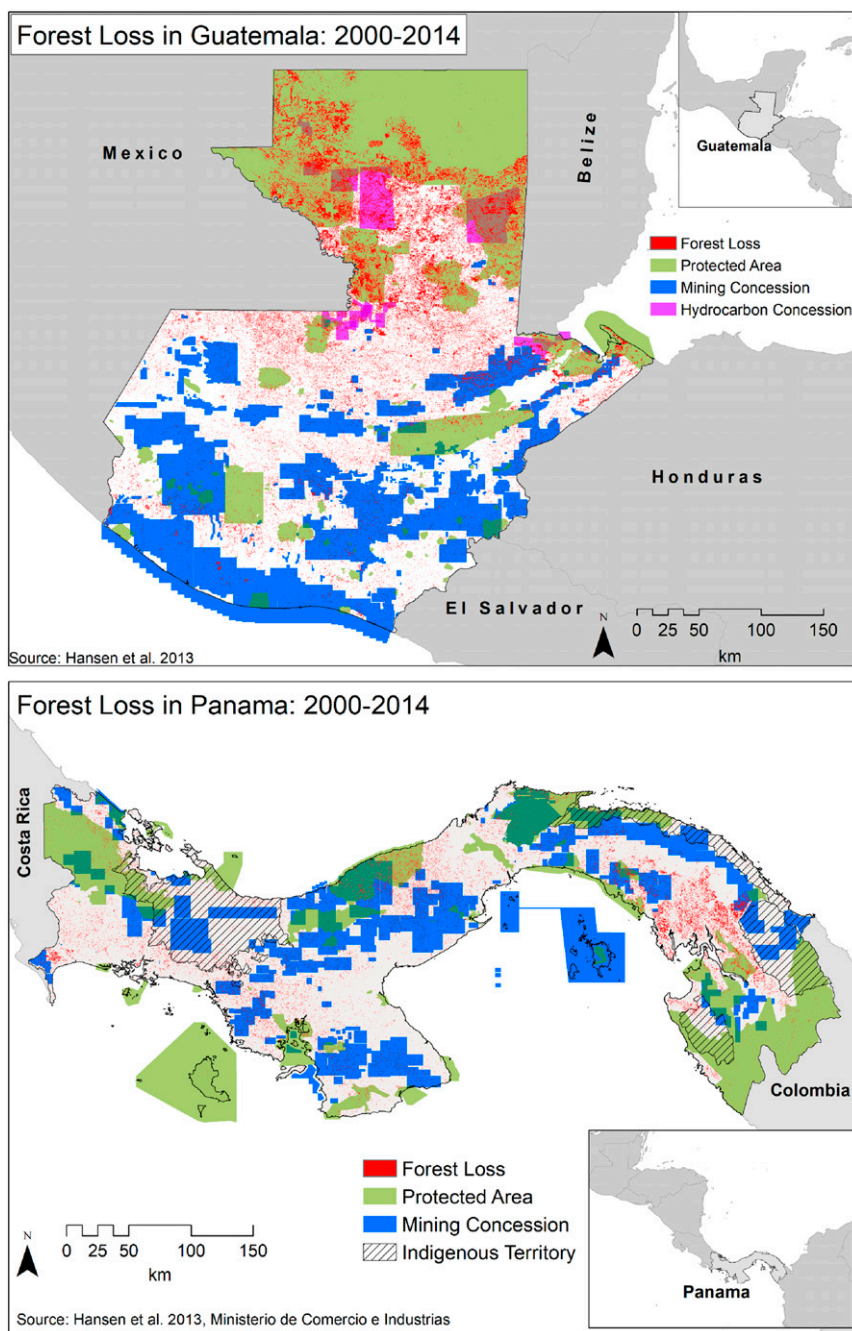 Forest Loss in Guatemala: 2000-2014
Mexico
Belize
Guatemala
Forest Loss
Protected Area
Mining Concession
Hydrocarbon Concession
Honduras
El Salvador
N
0 25 50 100 150
km
Source: Hansen et al. 2013
Forest Loss in Panama: 2000-2014
Costa Rica
Colombia
Forest Loss
Protected Area
Mining Concession
Indigenous Territory
N
0 25 50 100 150
km
Panama
Source: Hansen et al. 2013, Ministerio de Comercio e Industrias